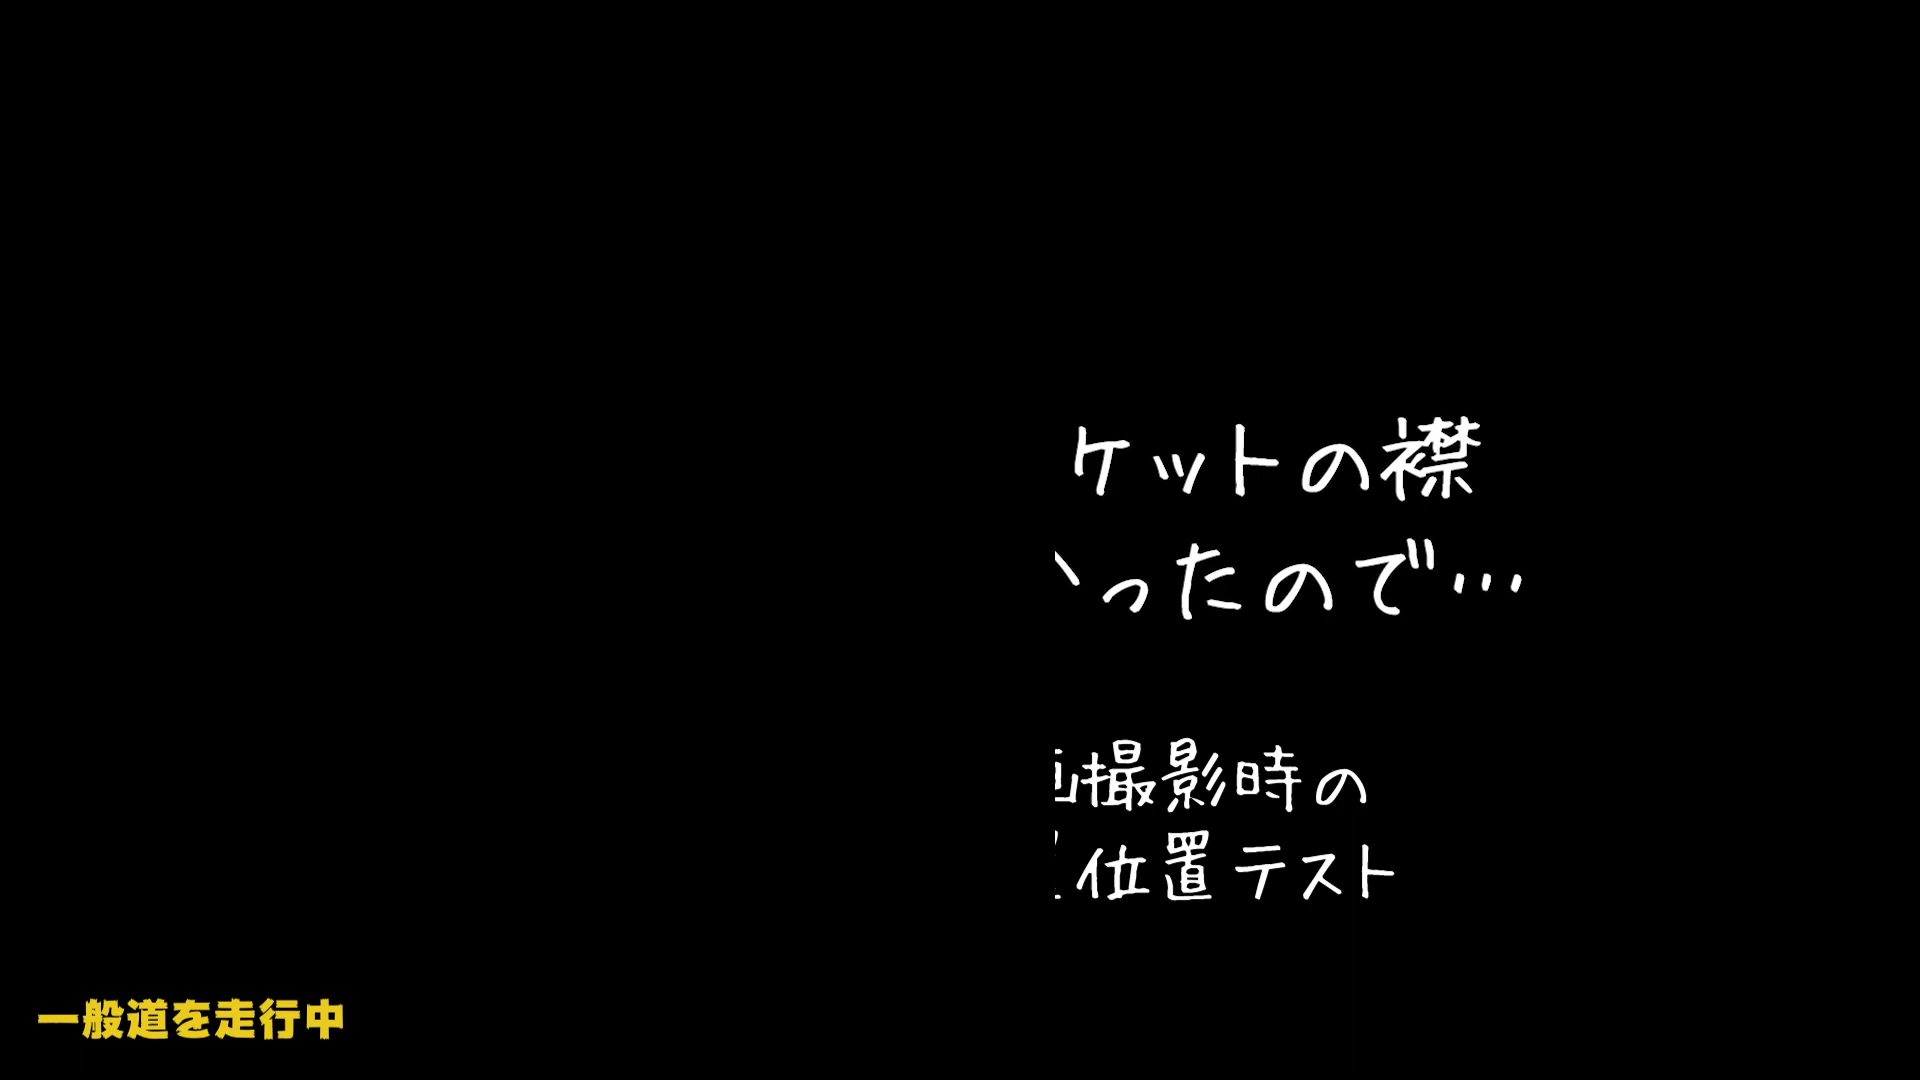 ケットの襟
ったので…
撮影時の
位置テスト
一般道を走行中